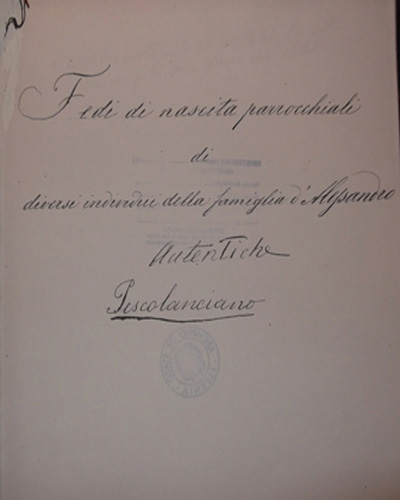 Fedi di nascita parrocchiali
di
diversi individui della famiglia d'Alessandro
Autentiche
Pescolanciano